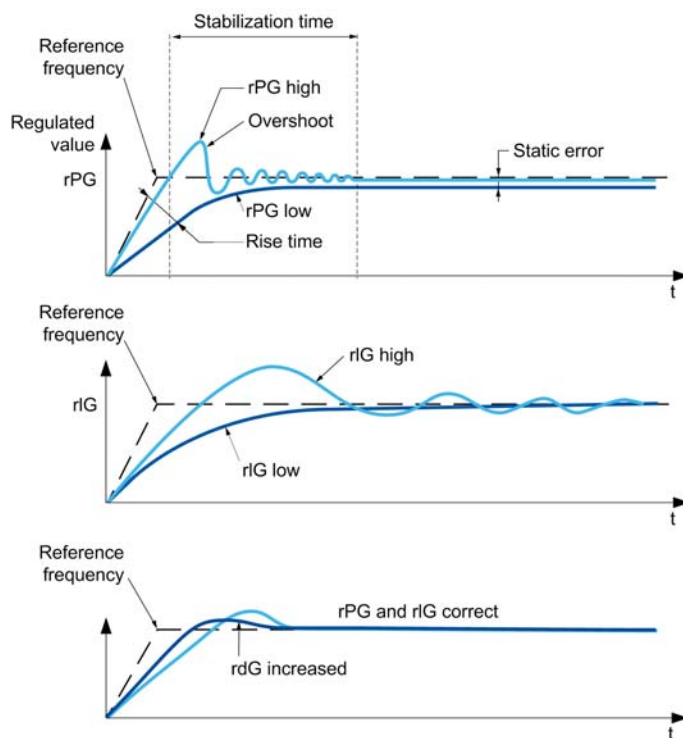 Stabilization time
Reference
frequency
rPG high
Overshoot
Regulated
value
rPG
Static error
rPG low
Rise time
t
Reference
frequency
rIG high
rIG
rIG low
t
Reference
frequency
rPG and rIG correct
rdG increased
t